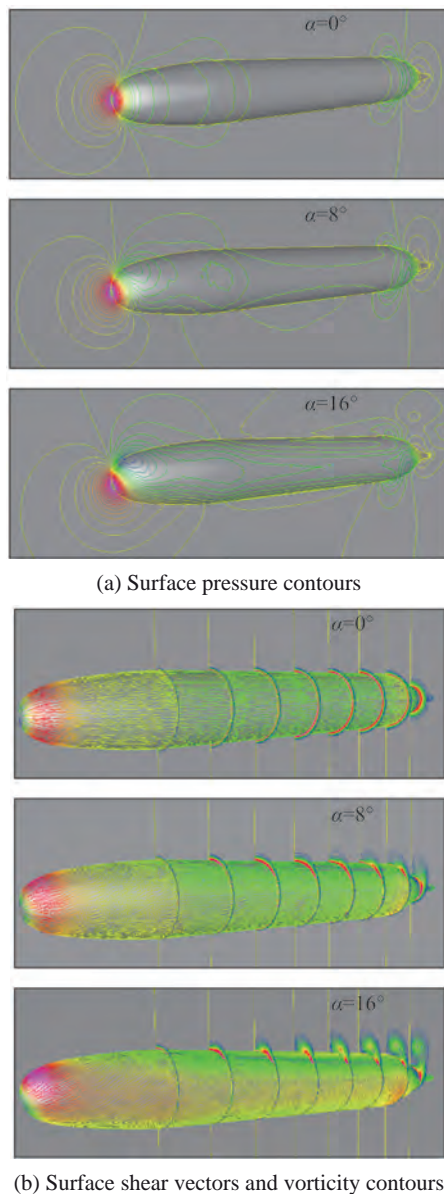 α=0°
α=8°
α=16°
(a) Surface pressure contours
α=0°
α=8°
α=16°
(b) Surface shear vectors and vorticity contours